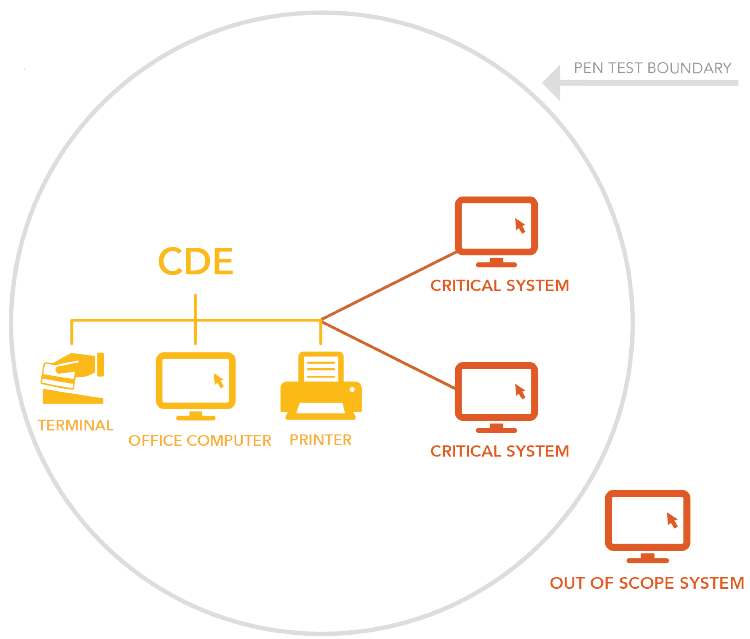 PEN TEST BOUNDARY
CDE
CRITICAL SYSTEM
TERMINAL
OFFICE COMPUTER
PRINTER
CRITICAL SYSTEM
OUT OF SCOPE SYSTEM